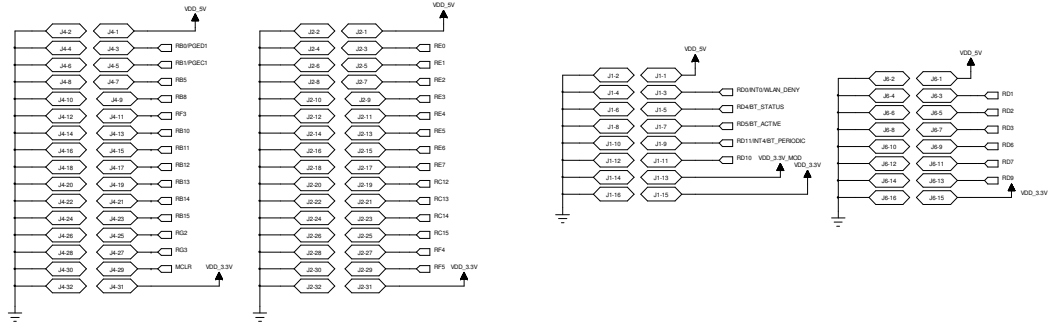 VDD_5V
J4-2 J4-1
J4-4 J4-3 RB0/PGED1
J4-6 J4-5 RB1/PGEC1
J4-8 J4-7 RB5
J4-10 J4-9 RB8
J4-12 J4-11 RF3
J4-14 J4-13 RB10
J4-16 J4-15 RB11
J4-18 J4-17 RB12
J4-20 J4-19 RB13
J4-22 J4-21 RB14
J4-24 J4-23 RB15
J4-26 J4-25 RG2
J4-28 J4-27 RG3
J4-30 J4-29 MCLR VDD_3.3V
J4-32 J4-31
VDD_5V
J2-2 J2-1
J2-4 J2-3 RE0
J2-6 J2-5 RE1
J2-8 J2-7 RE2
J2-10 J2-9 RE3
J2-12 J2-11 RE4
J2-14 J2-13 RE5
J2-16 J2-15 RE6
J2-18 J2-17 RE7
J2-20 J2-19 RC12
J2-22 J2-21 RC13
J2-24 J2-23 RC14
J2-26 J2-25 RC15
J2-28 J2-27 RF4
J2-30 J2-29 RF5 VDD_3.3V
J2-32 J2-31
VDD_5V
J1-2 J1-1
J1-4 J1-3 RD0/INT0/WLAN_DENY
J1-6 J1-5 RD4/BT_STATUS
J1-8 J1-7 RD5/BT_ACTIVE
J1-10 J1-9 RD11/INT4/BT_PERIODIC
J1-12 J1-11 RD10 VDD_3.3V_MOD
J1-14 J1-13 VDD_3.3V
J1-16 J1-15
VDD_5V
J6-2 J6-1
J6-4 J6-3 RD1
J6-6 J6-5 RD2
J6-8 J6-7 RD3
J6-10 J6-9 RD6
J6-12 J6-11 RD7
J6-14 J6-13 RD9
J6-16 J6-15 VDD_3.3V